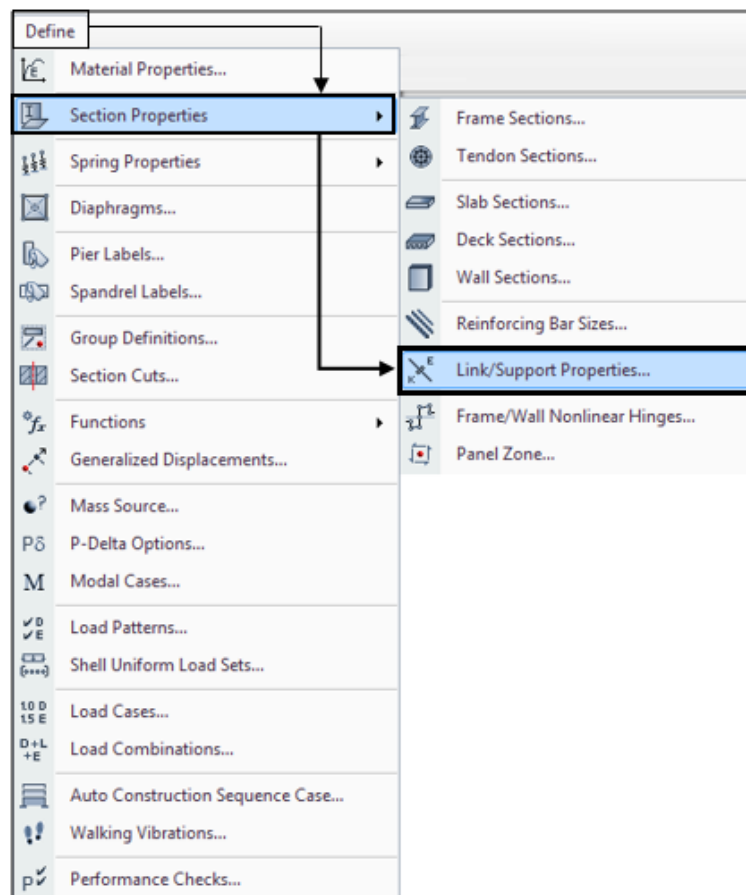 Define
Material Properties...
Section Properties
Spring Properties
Diaphragms...
Pier Labels...
Spandrel Labels...
Group Definitions...
Section Cuts...
Functions
Generalized Displacements...
Mass Source...
P-Delta Options...
Modal Cases...
Load Patterns...
Shell Uniform Load Sets...
Load Cases...
Load Combinations...
Auto Construction Sequence Case...
Walking Vibrations...
Performance Checks...
Frame Sections...
Tendon Sections...
Slab Sections...
Deck Sections...
Wall Sections...
Reinforcing Bar Sizes...
Link/Support Properties...
Frame/Wall Nonlinear Hinges...
Panel Zone...